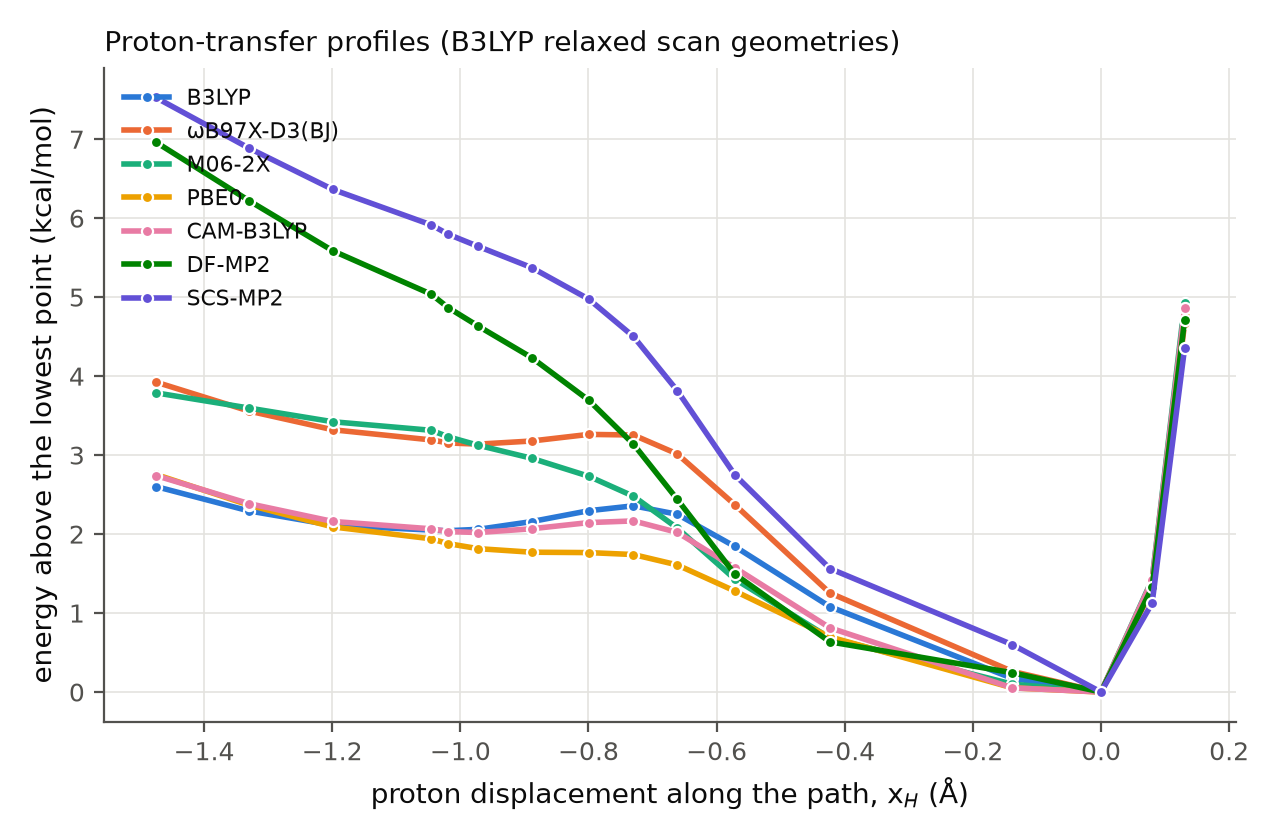 Proton-transfer profiles (B3LYP relaxed scan geometries)
B3LYP
ωB97X-D3(BJ)
M06-2X
PBE0
CAM-B3LYP
DF-MP2
SCS-MP2
energy above the lowest point (kcal/mol)
7
6
5
4
3
2
1
0
−1.4 −1.2 −1.0 −0.8 −0.6 −0.4 −0.2 0.0 0.2
proton displacement along the path, x_H (Å)